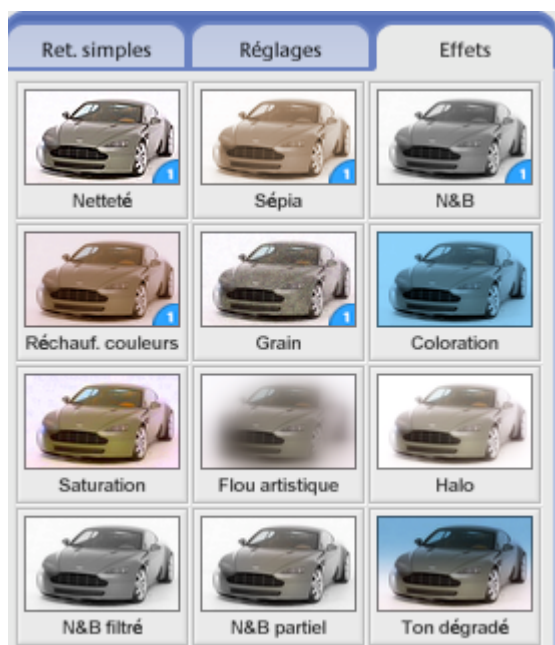 Ret. simples
Réglages
Effets
1
1
1
Netteté
Sépia
N&B
1
1
Réchauf. couleurs
Grain
Coloration
Saturation
Flou artistique
Halo
N&B filtré
N&B partiel
Ton dégradé